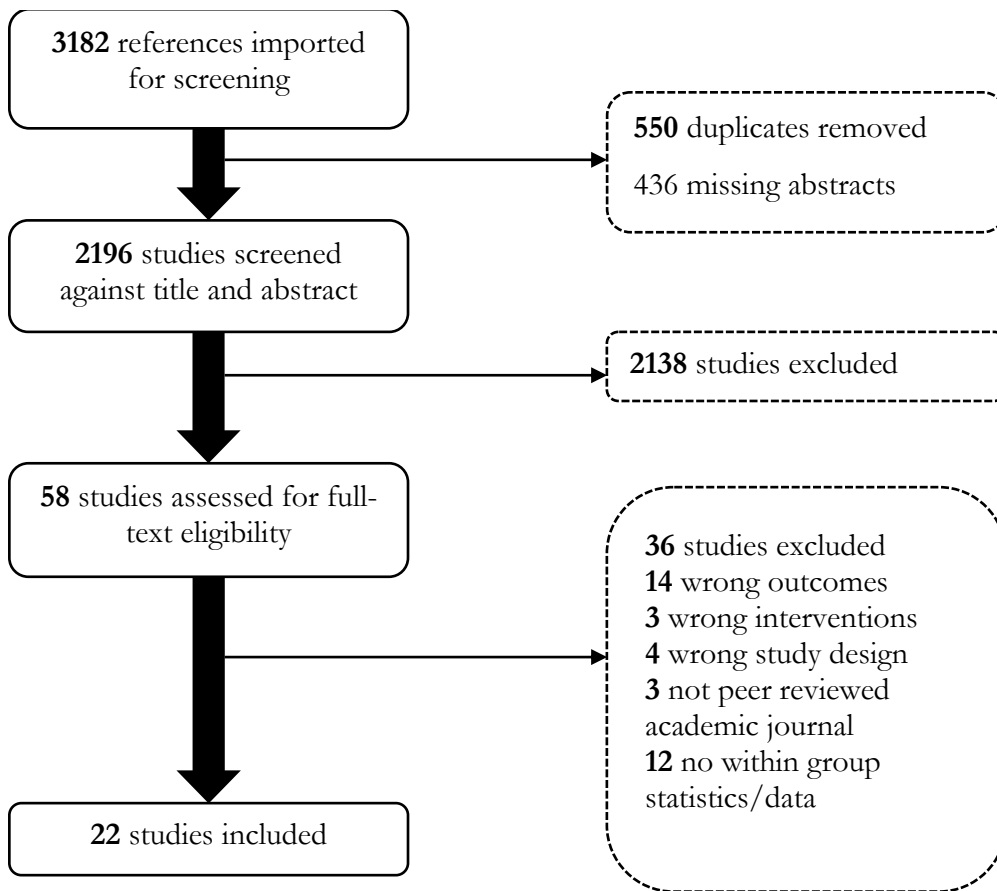 3182 references imported
for screening
550 duplicates removed
436 missing abstracts
2196 studies screened
against title and abstract
2138 studies excluded
58 studies assessed for full-
text eligibility
36 studies excluded
14 wrong outcomes
3 wrong interventions
4 wrong study design
3 not peer reviewed
academic journal
12 no within group
statistics/data
22 studies included